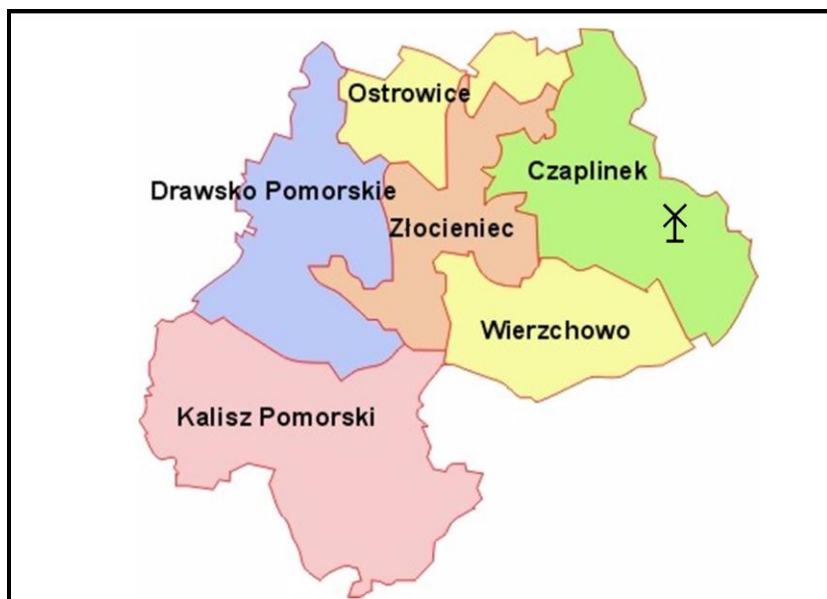 Ostrowice
Czaplinek
Drawsko Pomorskie
Złocieniec
Wierzchowo
Kalisz Pomorski